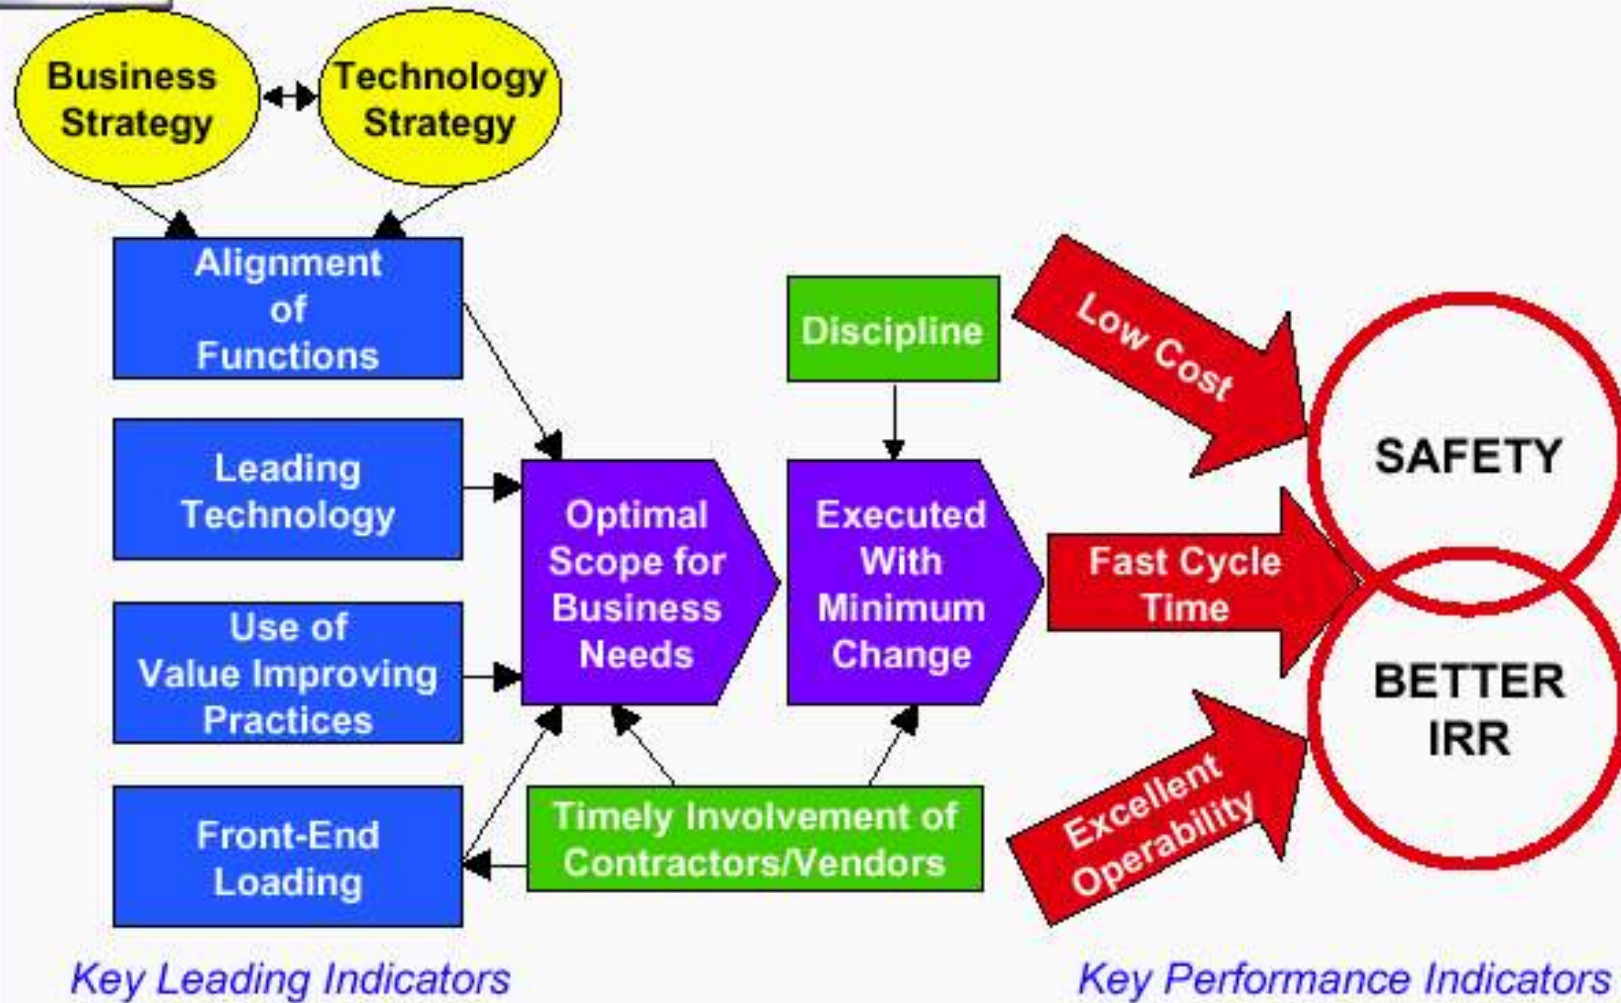 Business
Strategy
Technology
Strategy
Alignment
of
Functions
Leading
Technology
Use of
Value Improving
Practices
Front-End
Loading
Optimal
Scope for
Business
Needs
Discipline
Executed
With
Minimum
Change
Timely Involvement of
Contractors/Vendors
Low Cost
Fast Cycle
Time
Excellent
Operability
SAFETY
BETTER
IRR
Key Leading Indicators
Key Performance Indicators